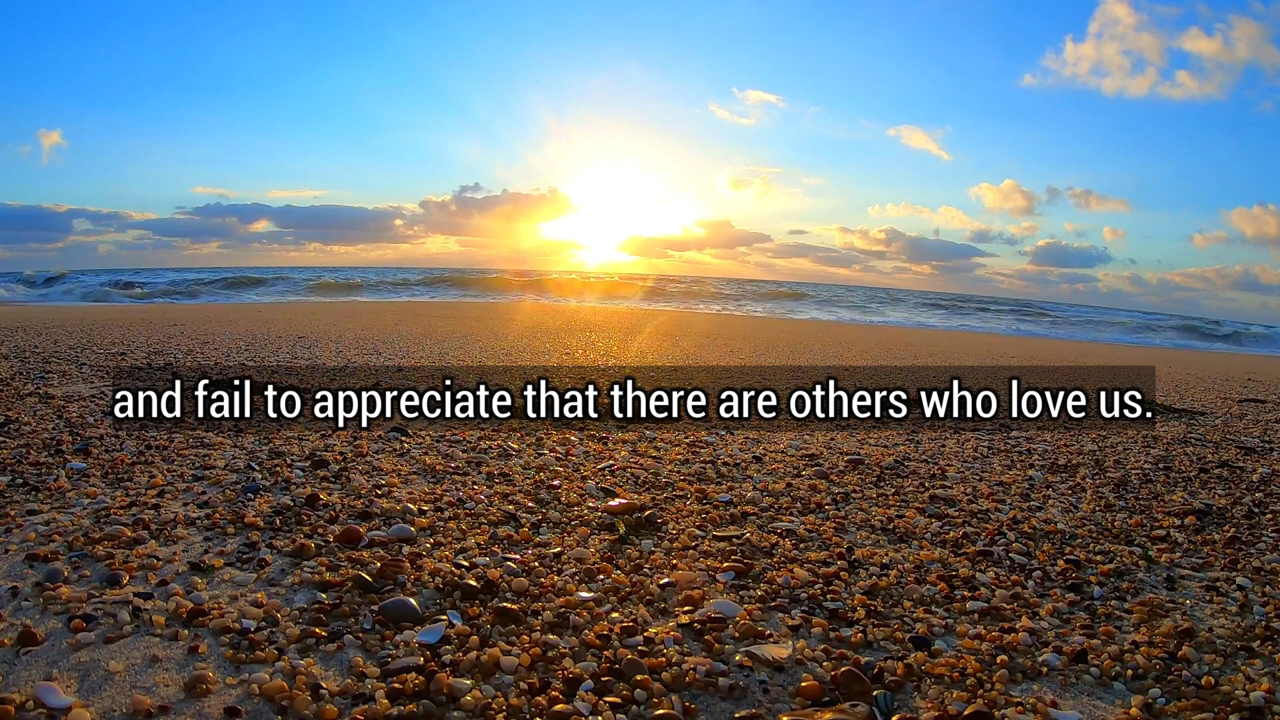 and fail to appreciate that there are others who love us.